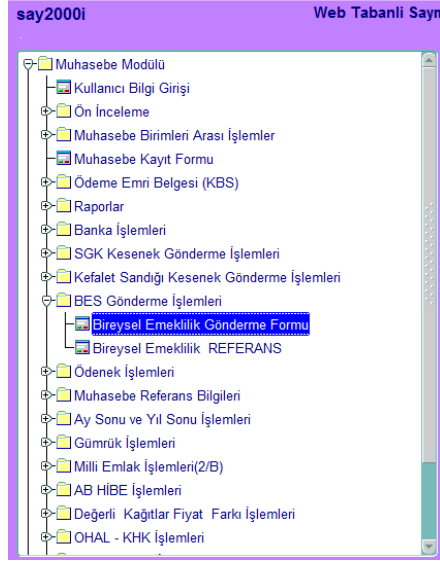 say2000i
Web Tabanli Saym
Muhasebe Modülü
Kullanıcı Bilgi Girişi
Ön İnceleme
Muhasebe Birimleri Arası İşlemler
Muhasebe Kayıt Formu
Ödeme Emri Belgesi (KBS)
Raporlar
Banka İşlemleri
SGK Kesenek Gönderme İşlemleri
Kefalet Sandığı Kesenek Gönderme İşlemleri
BES Gönderme İşlemleri
Bireysel Emeklilik Gönderme Formu
Bireysel Emeklilik  REFERANS
Ödenek İşlemleri
Muhasebe Referans Bilgileri
Ay Sonu ve Yıl Sonu İşlemleri
Gümrük İşlemleri
Milli Emlak İşlemleri(2/B)
AB HİBE İşlemleri
Değerli  Kağıtlar Fiyat  Farkı İşlemleri
OHAL - KHK İşlemleri